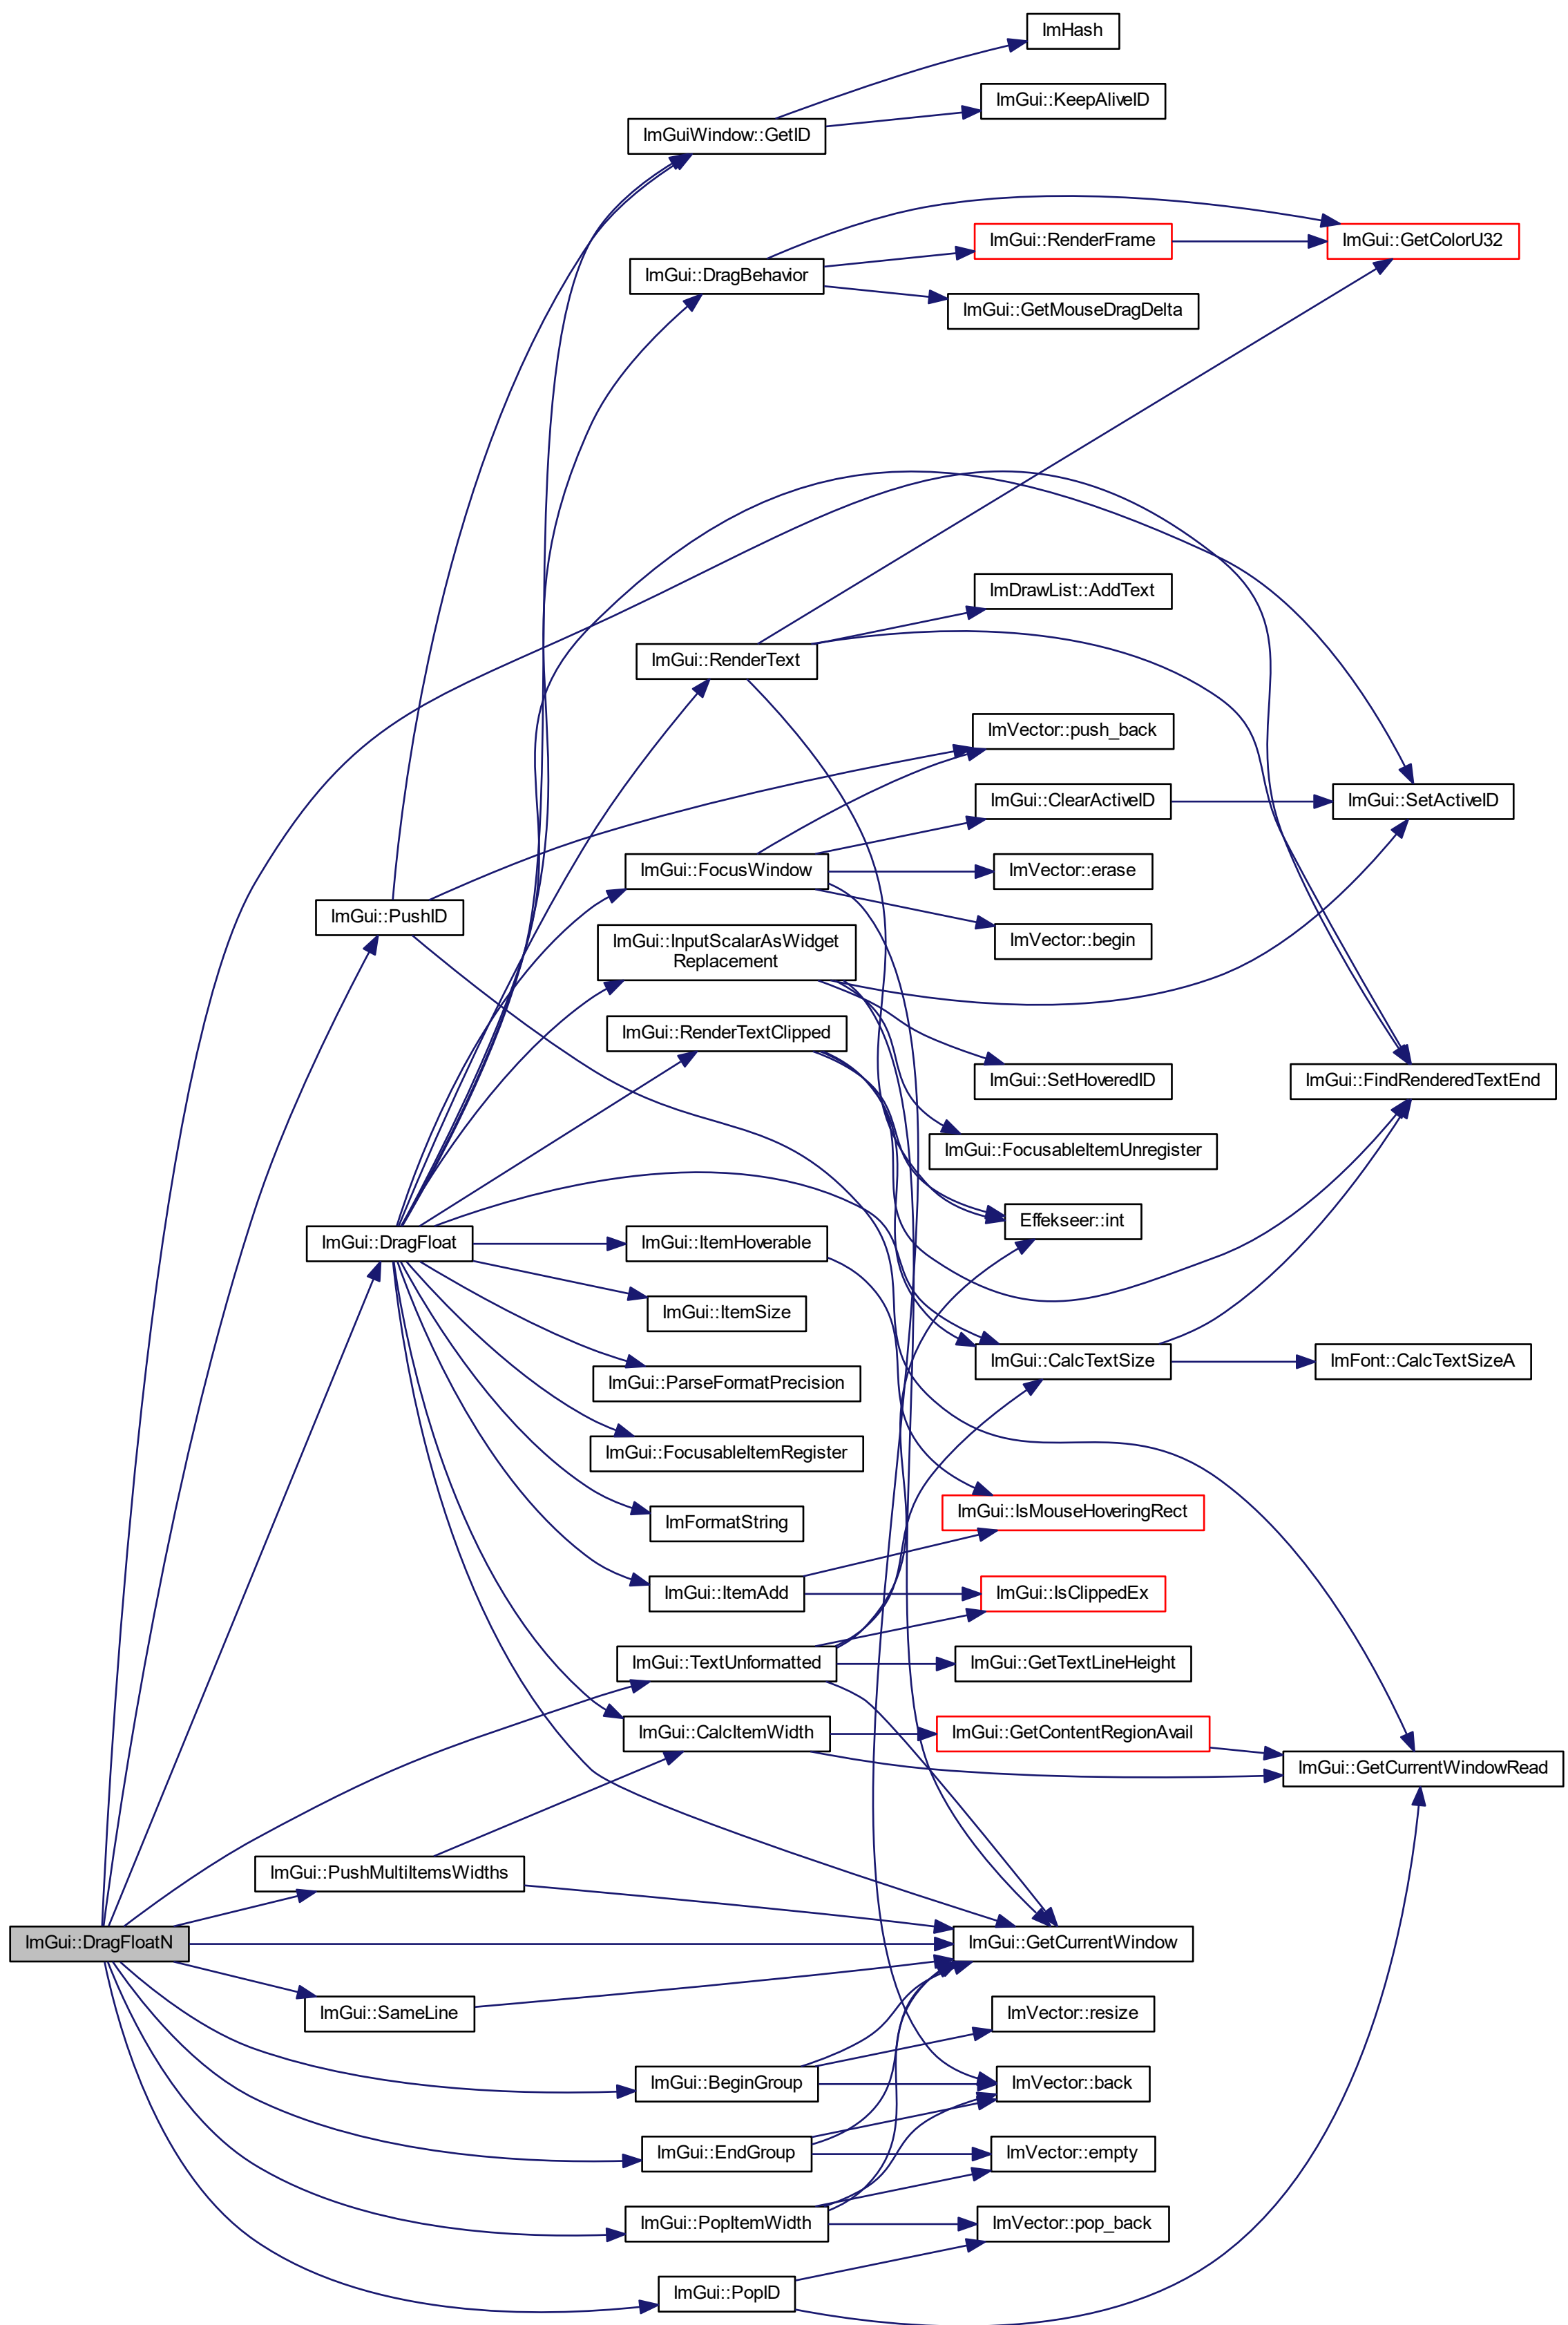 ImHash
ImGui::KeepAliveID
ImGuiWindow::GetID
ImGui::RenderFrame
ImGui::GetColorU32
ImGui::DragBehavior
ImGui::GetMouseDragDelta
ImDrawList::AddText
ImGui::RenderText
ImVector::push_back
ImGui::ClearActiveID
ImGui::SetActiveID
ImGui::FocusWindow
ImVector::erase
ImGui::PushID
ImVector::begin
ImGui::InputScalarAsWidget
Replacement
ImGui::RenderTextClipped
ImGui::SetHoveredID
ImGui::FindRenderedTextEnd
ImGui::FocusableItemUnregister
Effekseer::int
ImGui::DragFloat
ImGui::ItemHoverable
ImGui::ItemSize
ImGui::CalcTextSize
ImFont::CalcTextSizeA
ImGui::ParseFormatPrecision
ImGui::FocusableItemRegister
ImGui::IsMouseHoveringRect
ImFormatString
ImGui::ItemAdd
ImGui::IsClippedEx
ImGui::TextUnformatted
ImGui::GetTextLineHeight
ImGui::CalcItemWidth
ImGui::GetContentRegionAvail
ImGui::GetCurrentWindowRead
ImGui::PushMultiItemsWidths
ImGui::DragFloatN
ImGui::GetCurrentWindow
ImGui::SameLine
ImVector::resize
ImGui::BeginGroup
ImVector::back
ImGui::EndGroup
ImVector::empty
ImGui::PopItemWidth
ImVector::pop_back
ImGui::PopID